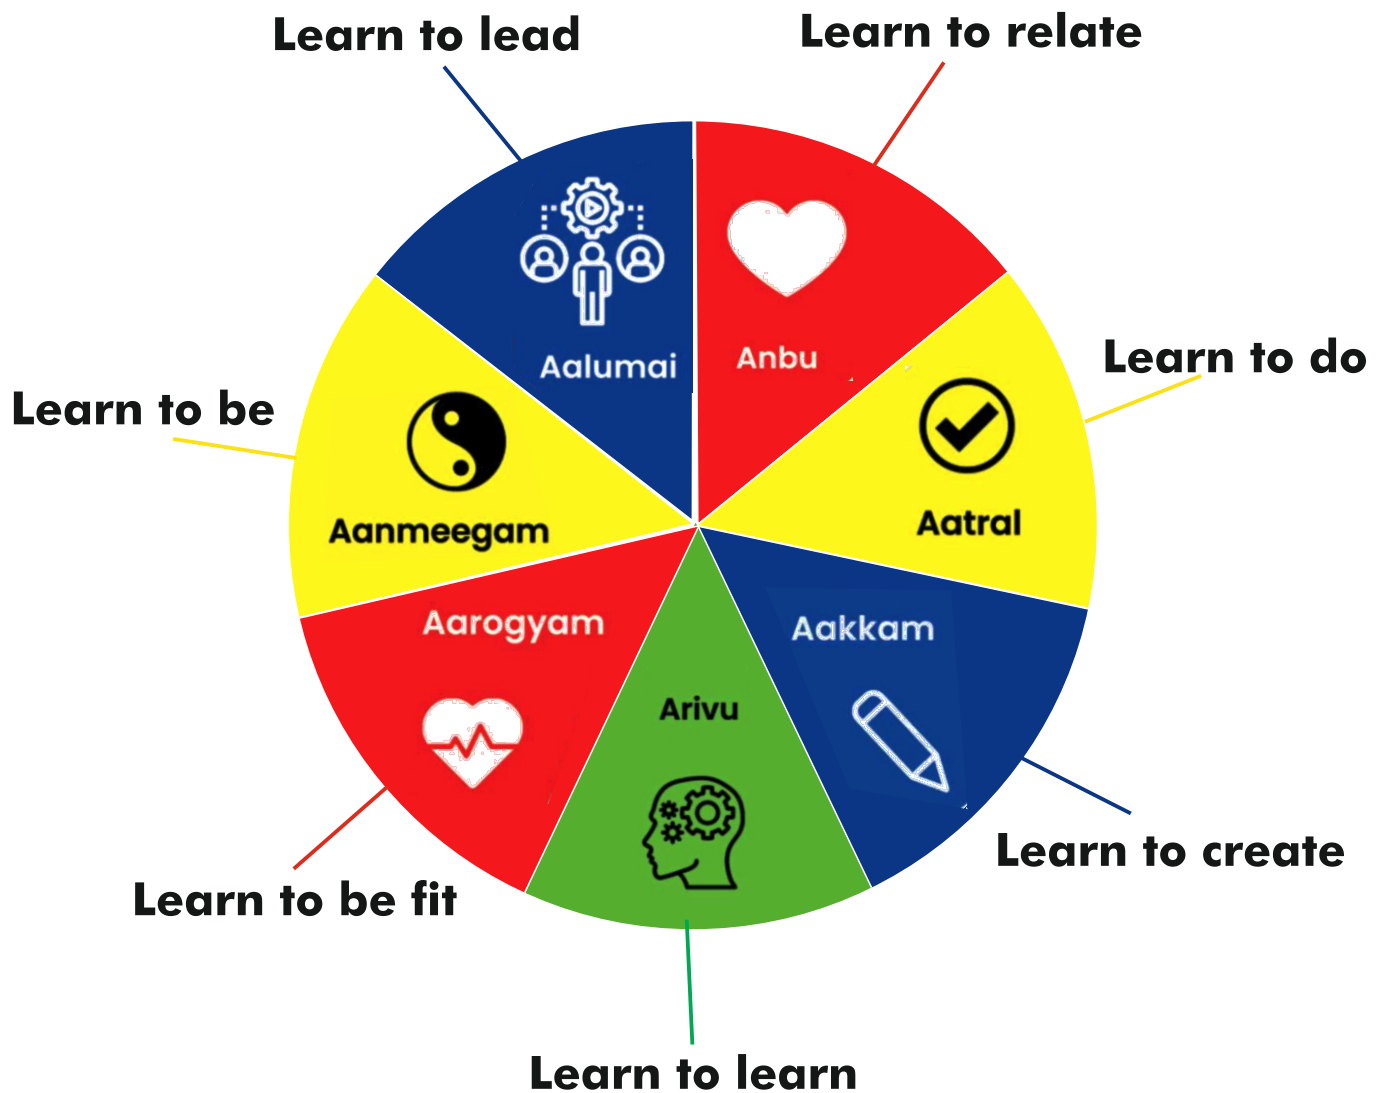 Learn to lead
Learn to relate
Aalumai
Anbu
Learn to do
Learn to be
Aatral
Aanmeegam
Aarogyam
Aakkam
Arivu
Learn to create
Learn to be fit
Learn to learn